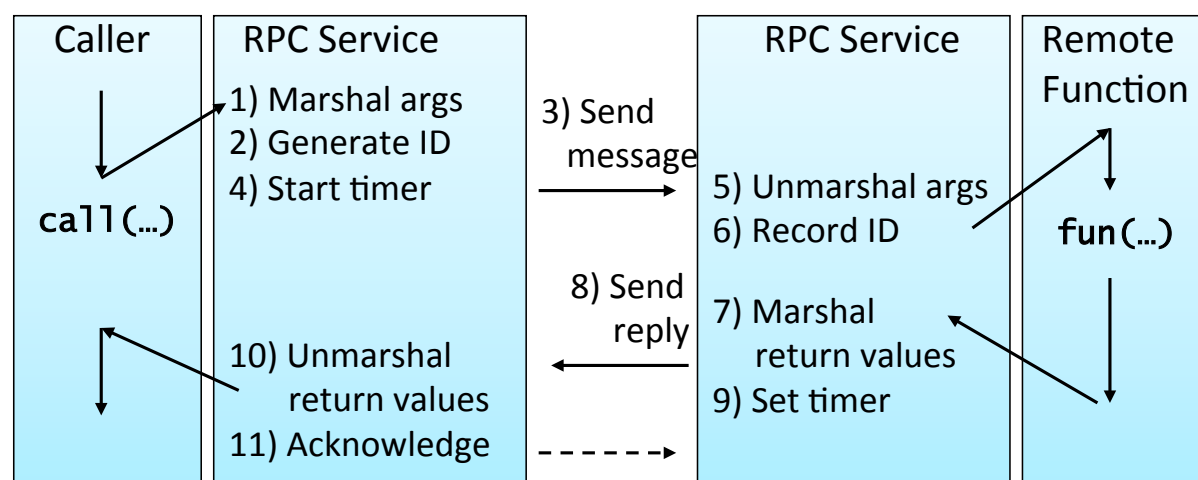 Caller
RPC Service
1) Marshal args
2) Generate ID
4) Start timer
call(…)
10) Unmarshal
return values
11) Acknowledge
3) Send
message
8) Send
reply
RPC Service
5) Unmarshal args
6) Record ID
7) Marshal
return values
9) Set timer
Remote
Function
fun(…)